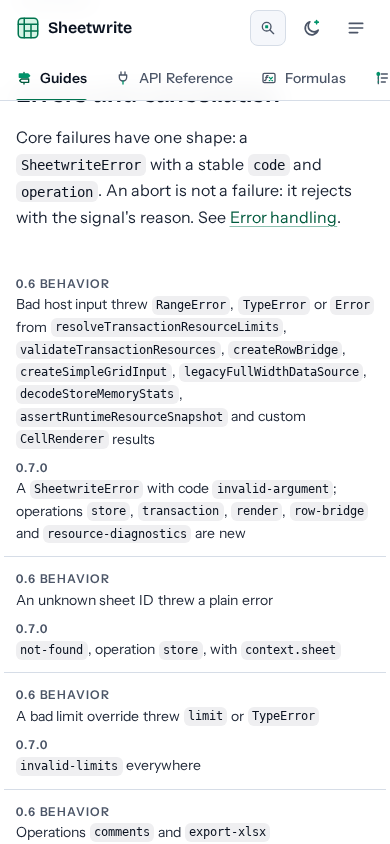 Sheetwrite
Guides
API Reference
Formulas
Errors and cancellation
Core failures have one shape: a
SheetwriteError with a stable code and
operation. An abort is not a failure: it rejects
with the signal's reason. See Error handling.
0.6 BEHAVIOR
Bad host input threw RangeError, TypeError or Error
from resolveTransactionResourceLimits,
validateTransactionResources, createRowBridge,
createSimpleGridInput, legacyFullWidthDataSource,
decodeStoreMemoryStats,
assertRuntimeResourceSnapshot and custom
CellRenderer results
0.7.0
A SheetwriteError with code invalid-argument;
operations store, transaction, render, row-bridge
and resource-diagnostics are new
0.6 BEHAVIOR
An unknown sheet ID threw a plain error
0.7.0
not-found, operation store, with context.sheet
0.6 BEHAVIOR
A bad limit override threw limit or TypeError
0.7.0
invalid-limits everywhere
0.6 BEHAVIOR
Operations comments and export-xlsx